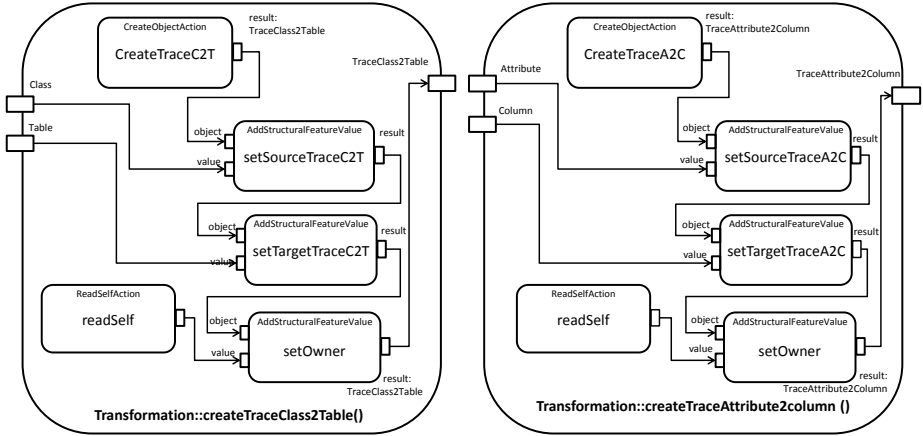 CreateObjectAction
CreateTraceC2T
result:
TraceClass2Table
TraceClass2Table
Class
Table
object
value
AddStructuralFeatureValue
setSourceTraceC2T
result
object
value
AddStructuralFeatureValue
setTargetTraceC2T
result
ReadSelfAction
readSelf
object
value
AddStructuralFeatureValue
setOwner
result:
TraceClass2Table
Transformation::createTraceClass2Table()
CreateObjectAction
CreateTraceA2C
result:
TraceAttribute2Column
TraceAttribute2Column
Attribute
Column
object
value
AddStructuralFeatureValue
setSourceTraceA2C
result
object
value
AddStructuralFeatureValue
setTargetTraceA2C
result
ReadSelfAction
readSelf
object
value
AddStructuralFeatureValue
setOwner
result:
TraceAttribute2Column
Transformation::createTraceAttribute2column ()